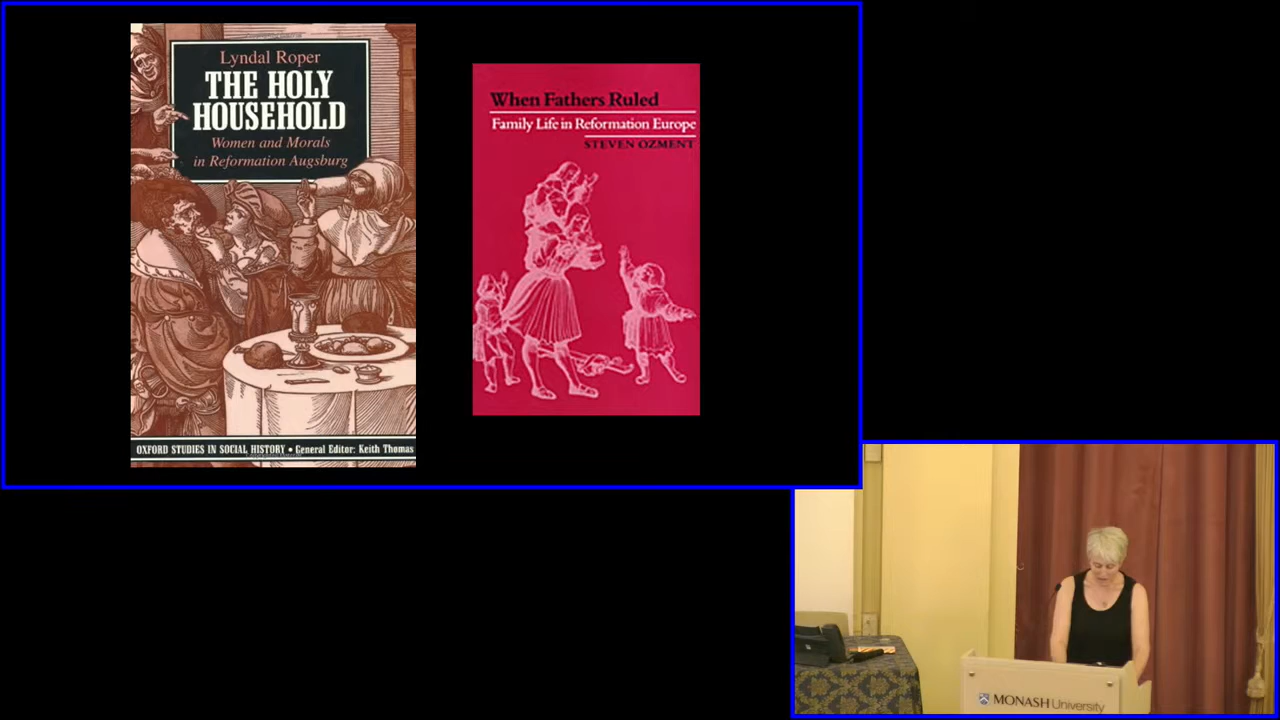 Lyndal Roper
THE HOLY
HOUSEHOLD
Women and Morals
in Reformation Augsburg
OXFORD STUDIES IN SOCIAL HISTORY • General Editor: Keith Thomas
When Fathers Ruled
Family Life in Reformation Europe
STEVEN OZMENT
MONASH University